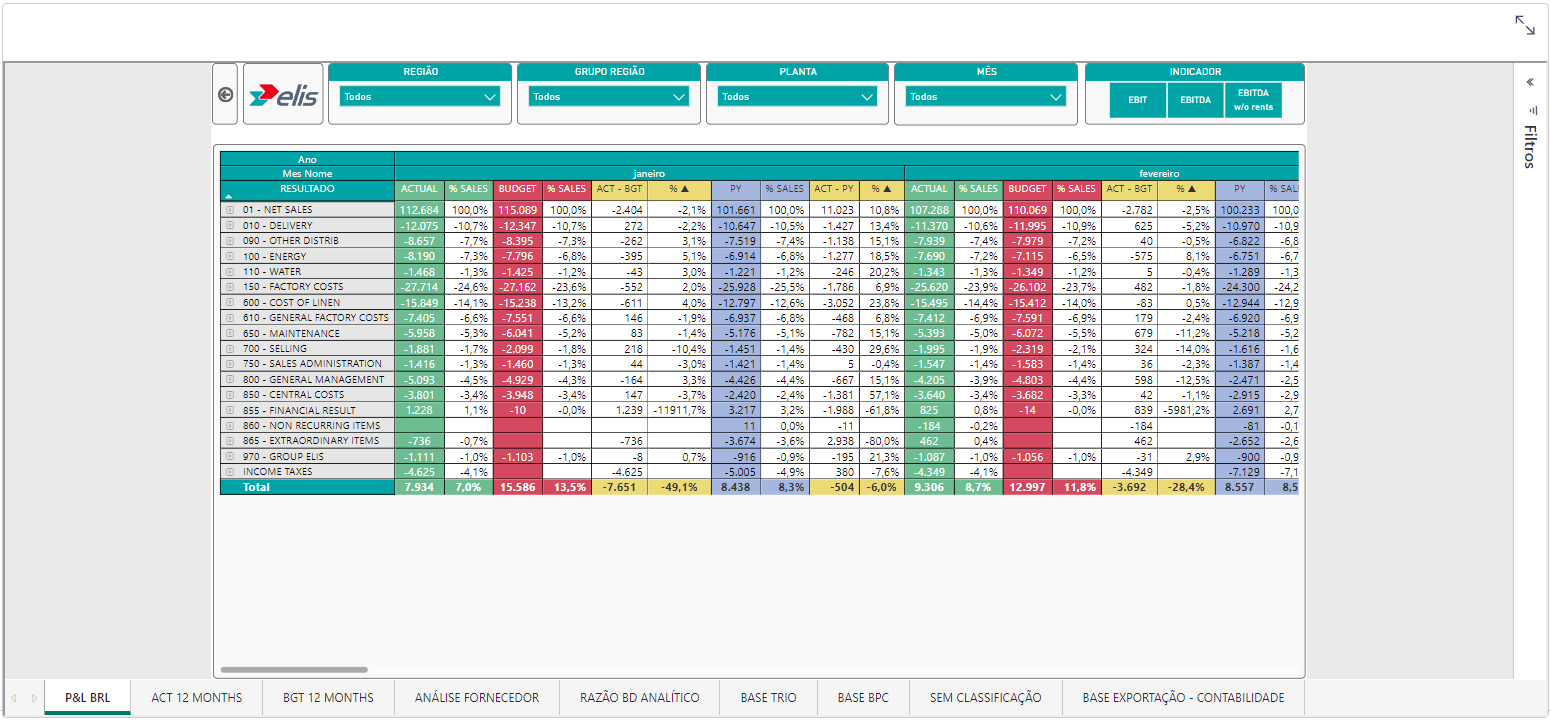 REGIÃO GRUPO REGIÃO PLANTA MÊS INDICADOR
elis Todos Todos Todos Todos EBIT EBITDA EBITDA w/o rents
« Filtros
Ano
Mes Nome janeiro fevereiro
RESULTADO ACTUAL % SALES BUDGET % SALES ACT - BGT % ▲ PY % SALES ACT - PY % ▲ ACTUAL % SALES BUDGET % SALES ACT - BGT % ▲ PY % SAL
01 - NET SALES 112.684 100,0% 115.089 100,0% -2.404 -2,1% 101.661 100,0% 11.023 10,8% 107.288 100,0% 110.069 100,0% -2.782 -2,5% 100.233 100,0
010 - DELIVERY -12.075 -10,7% -12.347 -10,7% 272 -2,2% -10.647 -10,5% -1.427 13,4% -11.370 -10,6% -11.995 -10,9% 625 -5,2% -10.970 -10,9
090 - OTHER DISTRIB -8.657 -7,7% -8.395 -7,3% -262 3,1% -7.519 -7,4% -1.138 15,1% -7.939 -7,4% -7.979 -7,2% 40 -0,5% -6.822 -6,8
100 - ENERGY -8.190 -7,3% -7.796 -6,8% -395 5,1% -6.914 -6,8% -1.277 18,5% -7.690 -7,2% -7.115 -6,5% -575 8,1% -6.751 -6,7
110 - WATER -1.468 -1,3% -1.425 -1,2% -43 3,0% -1.221 -1,2% -246 20,2% -1.343 -1,3% -1.349 -1,2% 5 -0,4% -1.289 -1,3
150 - FACTORY COSTS -27.714 -24,6% -27.162 -23,6% -552 2,0% -25.928 -25,5% -1.786 6,9% -25.620 -23,9% -26.102 -23,7% 482 -1,8% -24.300 -24,2
600 - COST OF LINEN -15.849 -14,1% -15.238 -13,2% -611 4,0% -12.797 -12,6% -3.052 23,8% -15.495 -14,4% -15.412 -14,0% -83 0,5% -12.944 -12,9
610 - GENERAL FACTORY COSTS -7.405 -6,6% -7.551 -6,6% 146 -1,9% -6.937 -6,8% -468 6,8% -7.412 -6,9% -7.591 -6,9% 179 -2,4% -6.920 -6,9
650 - MAINTENANCE -5.958 -5,3% -6.041 -5,2% 83 -1,4% -5.176 -5,1% -782 15,1% -5.393 -5,0% -6.072 -5,5% 679 -11,2% -5.218 -5,2
700 - SELLING -1.881 -1,7% -2.099 -1,8% 218 -10,4% -1.451 -1,4% -430 29,6% -1.995 -1,9% -2.319 -2,1% 324 -14,0% -1.616 -1,6
750 - SALES ADMINISTRATION -1.416 -1,3% -1.460 -1,3% 44 -3,0% -1.421 -1,4% 5 -0,4% -1.547 -1,4% -1.583 -1,4% 36 -2,3% -1.387 -1,4
800 - GENERAL MANAGEMENT -5.093 -4,5% -4.929 -4,3% -164 3,3% -4.426 -4,4% -667 15,1% -4.205 -3,9% -4.803 -4,4% 598 -12,5% -2.471 -2,5
850 - CENTRAL COSTS -3.801 -3,4% -3.948 -3,4% 147 -3,7% -2.420 -2,4% -1.381 57,1% -3.640 -3,4% -3.682 -3,3% 42 -1,1% -2.915 -2,9
855 - FINANCIAL RESULT 1.228 1,1% -10 -0,0% 1.239 -11911,7% 3.217 3,2% -1.988 -61,8% 825 0,8% -14 -0,0% 839 -5981,2% 2.691 2,7
860 - NON RECURRING ITEMS 11 0,0% -11 -184 -0,2% -184 -81 -0,1
865 - EXTRAORDINARY ITEMS -736 -0,7% -736 -3.674 -3,6% 2.938 -80,0% 462 0,4% 462 -2.652 -2,6
970 - GROUP ELIS -1.111 -1,0% -1.103 -1,0% -8 0,7% -916 -0,9% -195 21,3% -1.087 -1,0% -1.056 -1,0% -31 2,9% -900 -0,9
INCOME TAXES -4.625 -4,1% -4.625 -5.005 -4,9% 380 -7,6% -4.349 -4,1% -4.349 -7.129 -7,1
Total 7.934 7,0% 15.586 13,5% -7.651 -49,1% 8.438 8,3% -504 -6,0% 9.306 8,7% 12.997 11,8% -3.692 -28,4% 8.557 8,5
P&L BRL ACT 12 MONTHS BGT 12 MONTHS ANÁLISE FORNECEDOR RAZÃO BD ANALÍTICO BASE TRIO BASE BPC SEM CLASSIFICAÇÃO BASE EXPORTAÇÃO - CONTABILIDADE